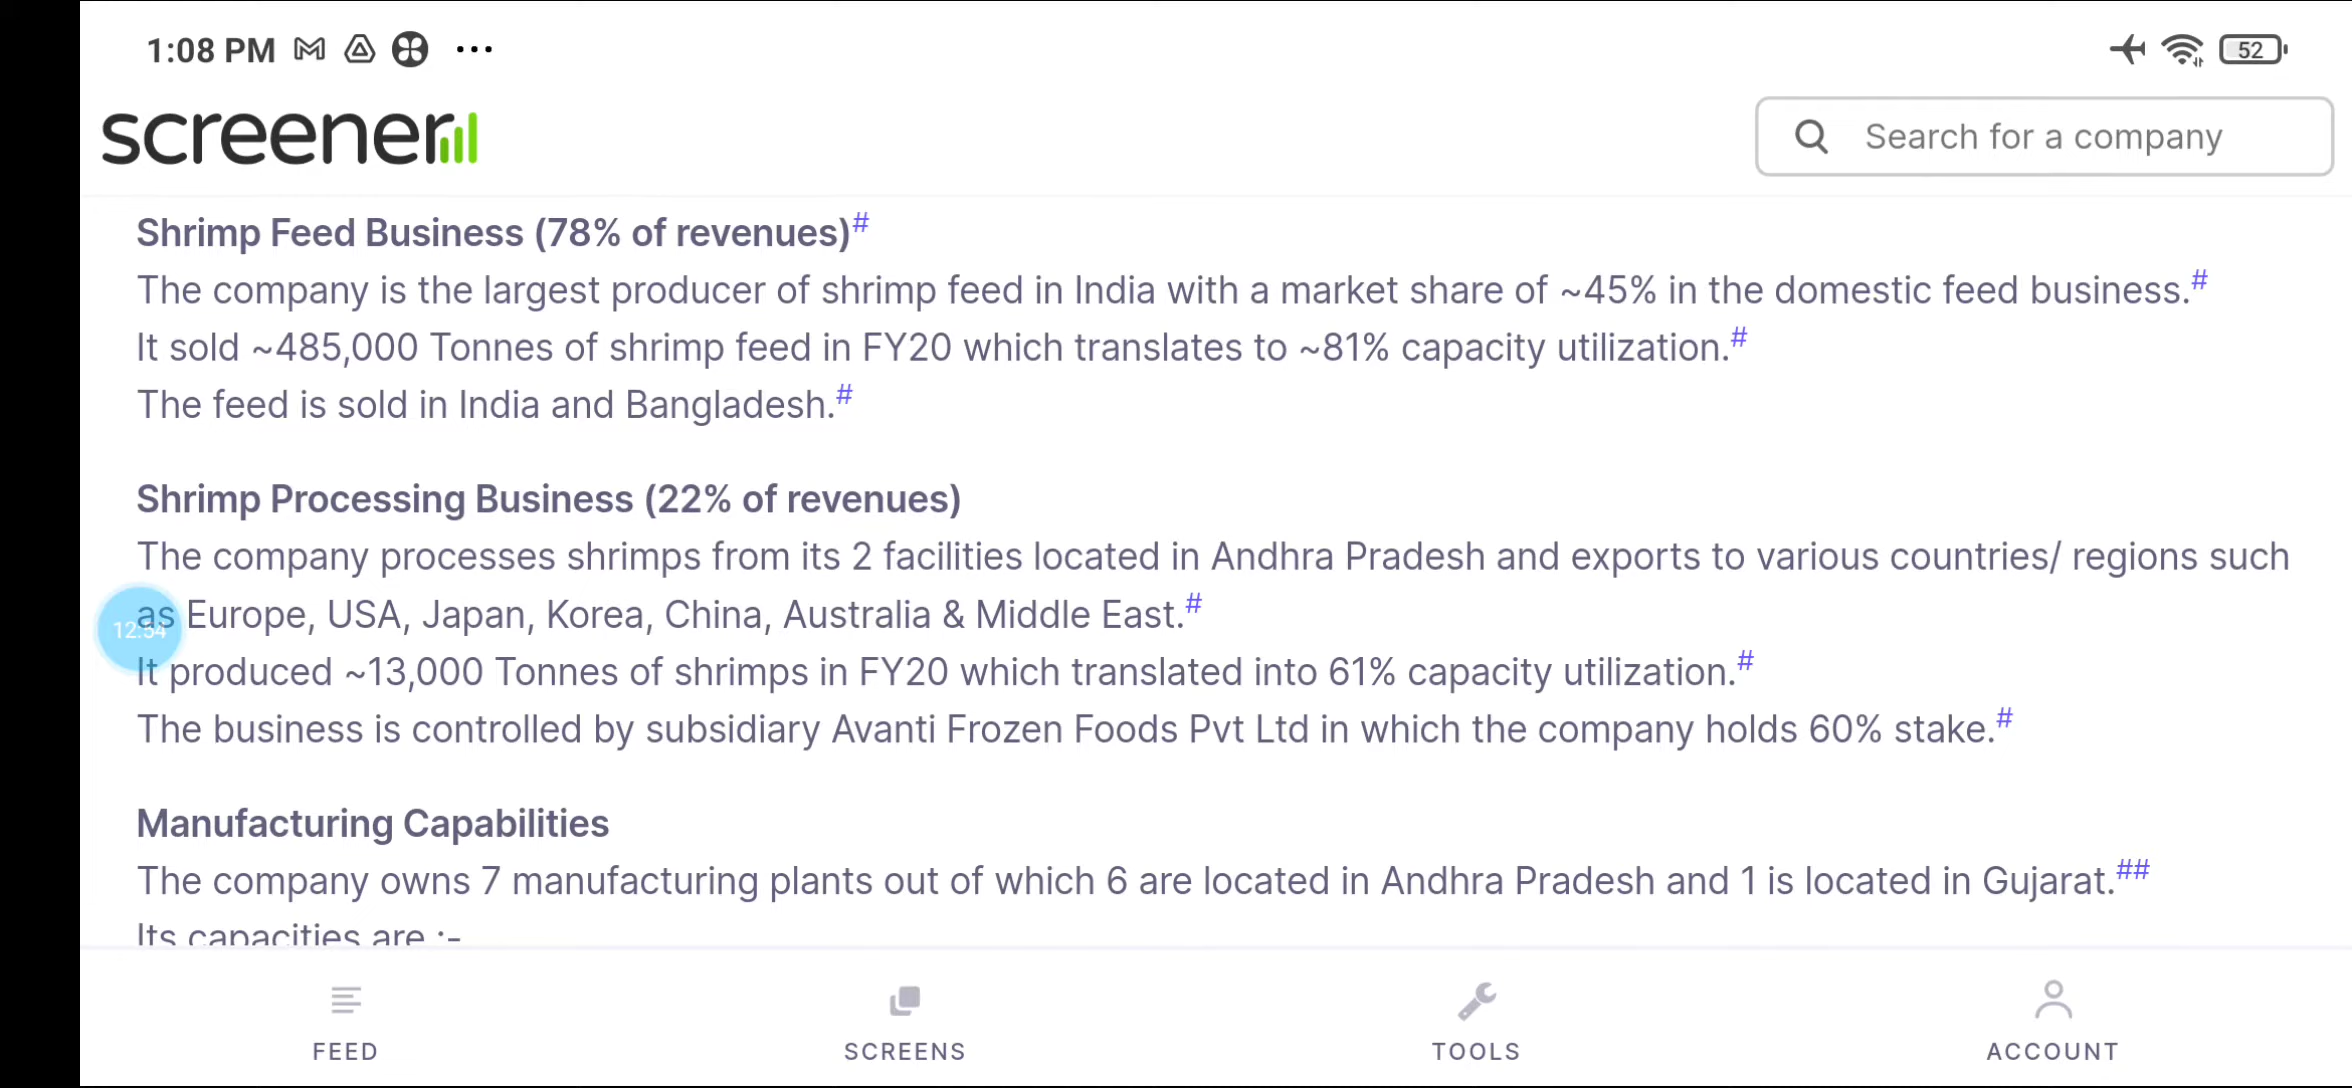 1:08 PM ... 52
screener
Search for a company
Shrimp Feed Business (78% of revenues)#
The company is the largest producer of shrimp feed in India with a market share of ~45% in the domestic feed business.#
It sold ~485,000 Tonnes of shrimp feed in FY20 which translates to ~81% capacity utilization.#
The feed is sold in India and Bangladesh.#
Shrimp Processing Business (22% of revenues)
The company processes shrimps from its 2 facilities located in Andhra Pradesh and exports to various countries/ regions such
as Europe, USA, Japan, Korea, China, Australia & Middle East.#
12:54
It produced ~13,000 Tonnes of shrimps in FY20 which translated into 61% capacity utilization.#
The business is controlled by subsidiary Avanti Frozen Foods Pvt Ltd in which the company holds 60% stake.#
Manufacturing Capabilities
The company owns 7 manufacturing plants out of which 6 are located in Andhra Pradesh and 1 is located in Gujarat.##
Its capacities are :-
FEED SCREENS TOOLS ACCOUNT